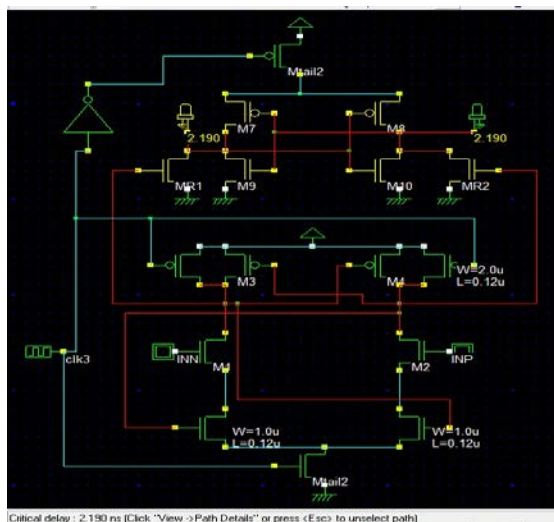 Mtail2
M7
M8
2.190
2.190
MR1
M9
M10
MR2
M3
M4
W=2.0u
L=0.12u
clk3
INN
M1
M2
INP
W=1.0u
L=0.12u
W=1.0u
L=0.12u
Mtail2
Critical delay : 2.190 ns (Click "View ->Path Details" or press <Esc> to unselect path)